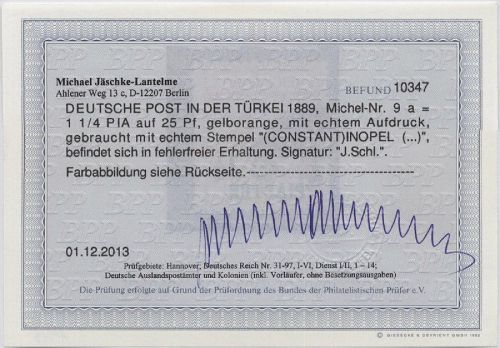 Michael Jäschke-Lantelme
Ahlener Weg 13 c, D-12207 Berlin
BEFUND 10347
DEUTSCHE POST IN DER TÜRKEI 1889, Michel-Nr. 9 a =
1 1/4 PIA auf 25 Pf, gelborange, mit echtem Aufdruck,
gebraucht mit echtem Stempel "(CONSTANT)INOPEL (...)",
befindet sich in fehlerfreier Erhaltung. Signatur: "J.Schl.".
Farbabbildung siehe Rückseite.----------------------------------------
01.12.2013
Prüfgebiete: Hannover, Deutsches Reich Nr. 31-97, I-VI, Dienst I/II, 1 – 14;
Deutsche Auslandspostämter und Kolonien (inkl. Vorläufer, ohne Besetzungsausgaben)
Die Prüfung erfolgte auf Grund der Prüfordnung des Bundes der Philatelistischen Prüfer e.V.
© GIESECKE & DEVRIENT GMBH 1992